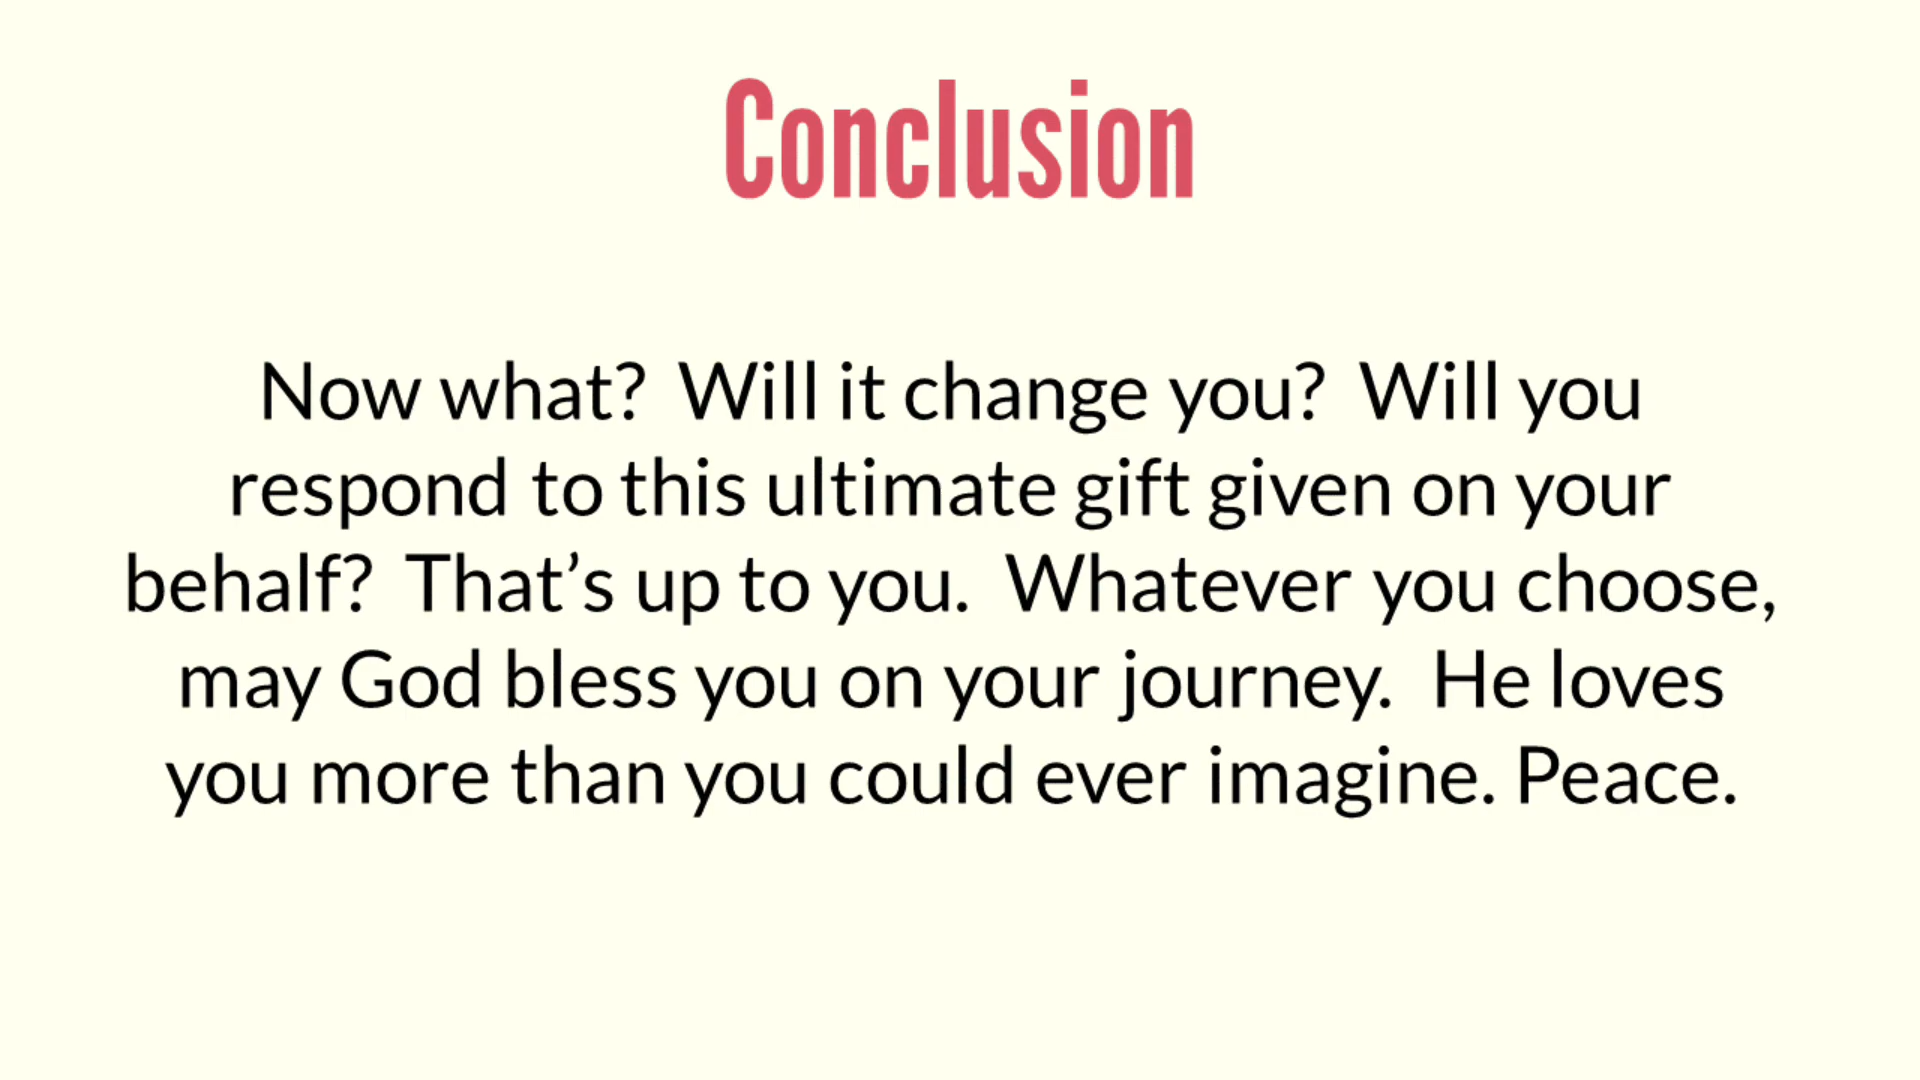 Conclusion
Now what?  Will it change you?  Will you
respond to this ultimate gift given on your
behalf?  That’s up to you.  Whatever you choose,
may God bless you on your journey.  He loves
you more than you could ever imagine. Peace.